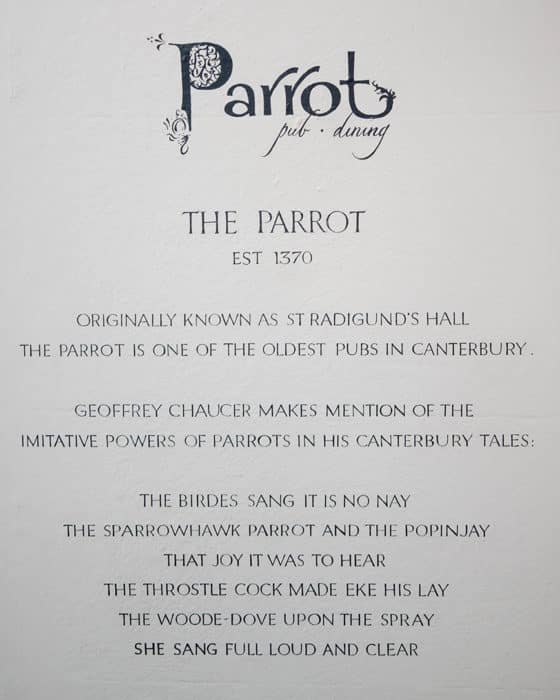 Parrot
pub · dining
THE PARROT
EST 1370
ORIGINALLY KNOWN AS ST RADIGUND'S HALL
THE PARROT IS ONE OF THE OLDEST PUBS IN CANTERBURY.
GEOFFREY CHAUCER MAKES MENTION OF THE
IMITATIVE POWERS OF PARROTS IN HIS CANTERBURY TALES:
THE BIRDES SANG IT IS NO NAY
THE SPARROWHAWK PARROT AND THE POPINJAY
THAT JOY IT WAS TO HEAR
THE THROSTLE COCK MADE EKE HIS LAY
THE WOODE-DOVE UPON THE SPRAY
SHE SANG FULL LOUD AND CLEAR